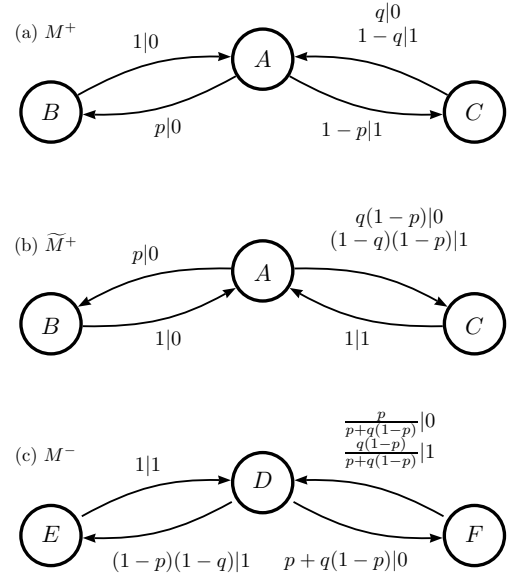 (a) M⁺
1|0
A
q|0
1 − q|1
B
C
p|0
1 − p|1
(b) M̃⁺
p|0
A
q(1 − p)|0
(1 − q)(1 − p)|1
B
C
1|0
1|1
(c) M⁻
1|1
D
p/(p+q(1−p))|0
q(1−p)/(p+q(1−p))|1
E
F
(1 − p)(1 − q)|1
p + q(1 − p)|0